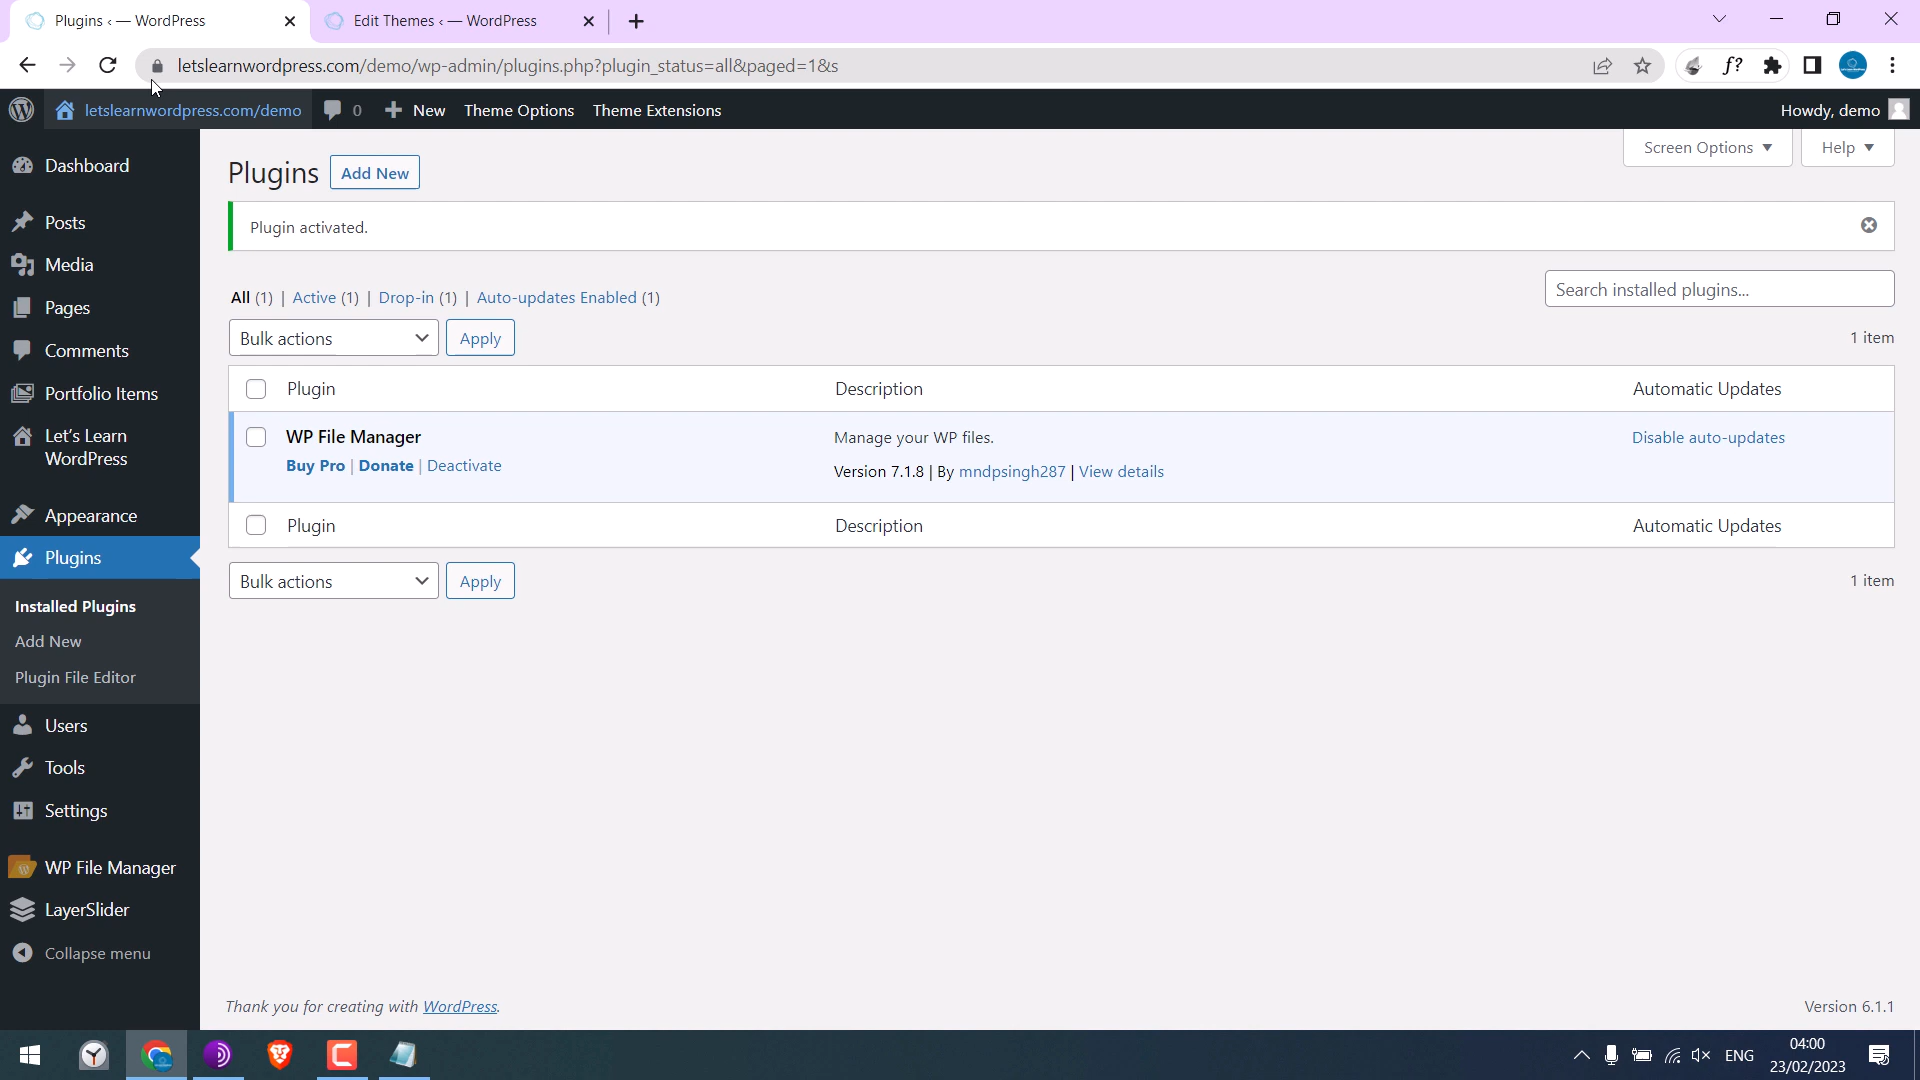 Plugins ‹ — WordPress
Edit Themes ‹ — WordPress
letslearnwordpress.com/demo/wp-admin/plugins.php?plugin_status=all&paged=1&s
f?
letslearnwordpress.com/demo
0
New
Theme Options
Theme Extensions
Howdy, demo
Dashboard
Posts
Media
Pages
Comments
Portfolio Items
Let's Learn
WordPress
Appearance
Plugins
Installed Plugins
Add New
Plugin File Editor
Users
Tools
Settings
WP File Manager
LayerSlider
Collapse menu
Screen Options
Help
Plugins
Add New
Plugin activated.
All (1) | Active (1) | Drop-in (1) | Auto-updates Enabled (1)
Search installed plugins...
Bulk actions
Apply
1 item
Plugin
Description
Automatic Updates
WP File Manager
Manage your WP files.
Disable auto-updates
Buy Pro | Donate | Deactivate
Version 7.1.8 | By mndpsingh287 | View details
Plugin
Description
Automatic Updates
Bulk actions
Apply
1 item
Thank you for creating with WordPress.
Version 6.1.1
ENG
04:00
23/02/2023